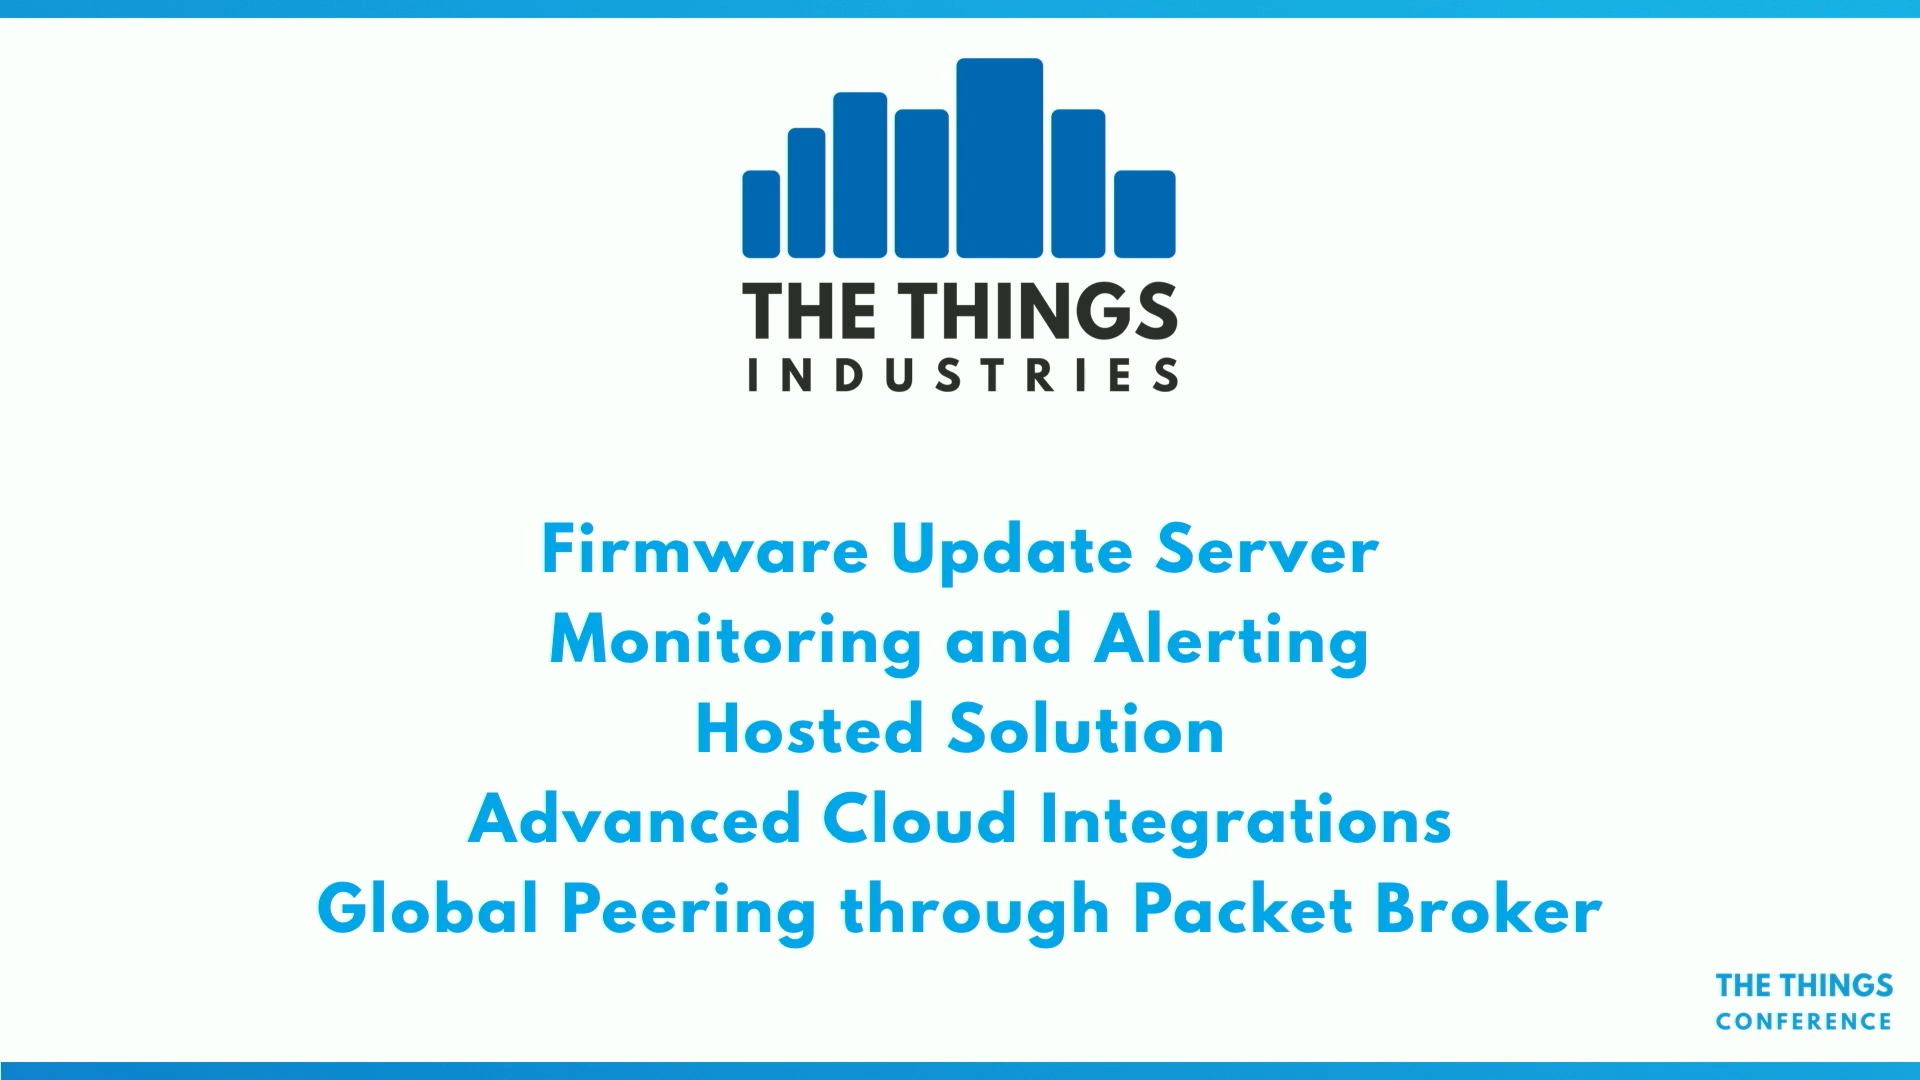 THE THINGS
INDUSTRIES
Firmware Update Server
Monitoring and Alerting
Hosted Solution
Advanced Cloud Integrations
Global Peering through Packet Broker
THE THINGS
CONFERENCE